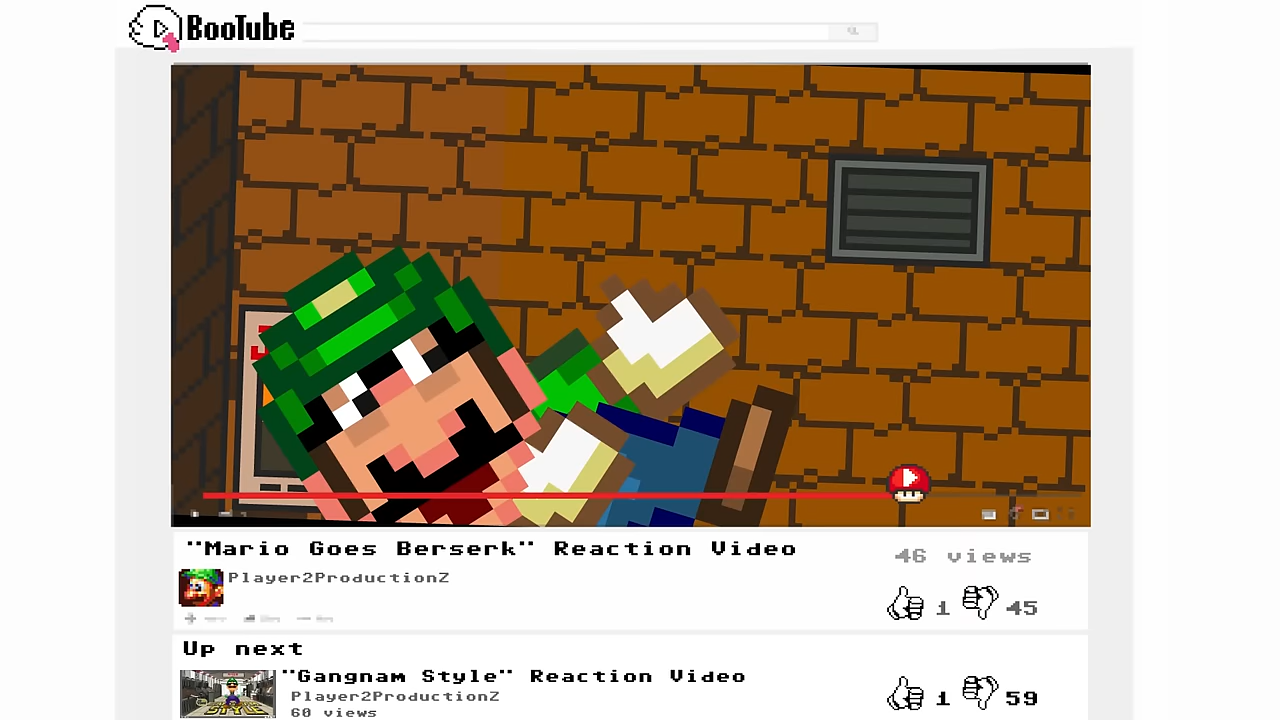 BooTube
"Mario Goes Berserk" Reaction Video
46 views
Player2ProductionZ
1 45
Up next
"Gangnam Style" Reaction Video
Player2ProductionZ
60 views
1 59
STYLE